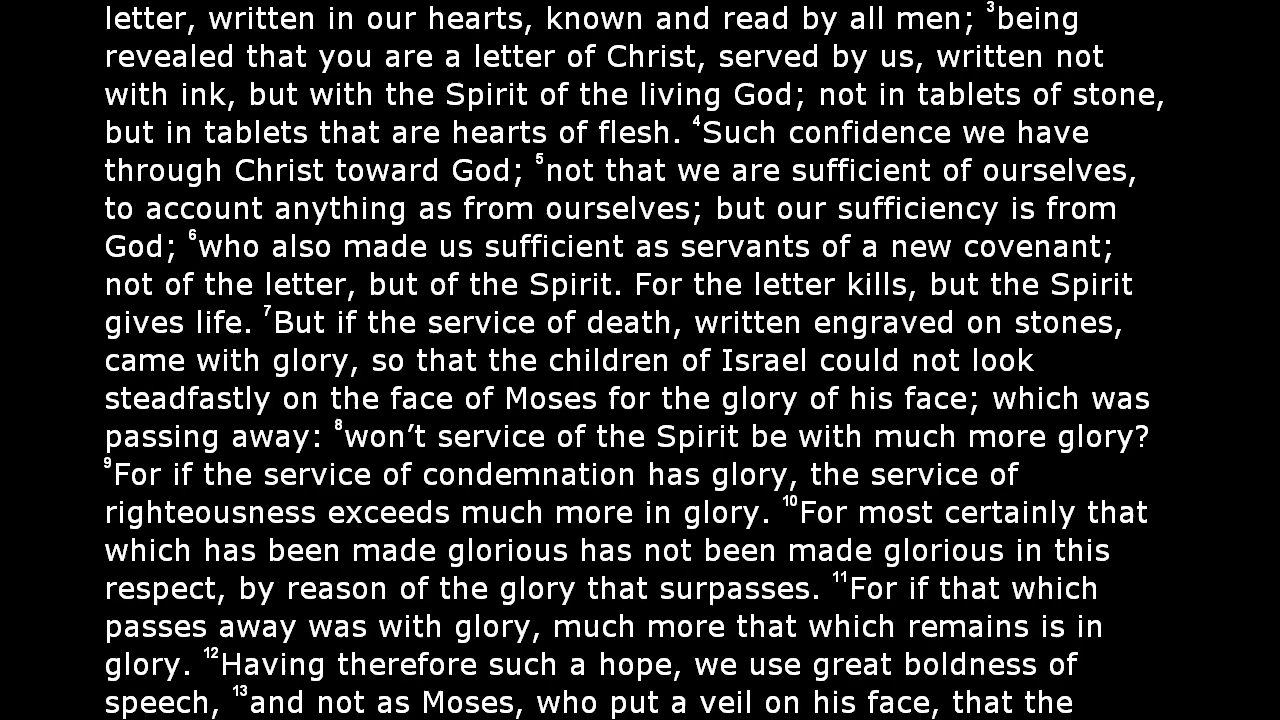 letter, written in our hearts, known and read by all men; ³being
revealed that you are a letter of Christ, served by us, written not
with ink, but with the Spirit of the living God; not in tablets of stone,
but in tablets that are hearts of flesh. ⁴Such confidence we have
through Christ toward God; ⁵not that we are sufficient of ourselves,
to account anything as from ourselves; but our sufficiency is from
God; ⁶who also made us sufficient as servants of a new covenant;
not of the letter, but of the Spirit. For the letter kills, but the Spirit
gives life. ⁷But if the service of death, written engraved on stones,
came with glory, so that the children of Israel could not look
steadfastly on the face of Moses for the glory of his face; which was
passing away: ⁸won’t service of the Spirit be with much more glory?
⁹For if the service of condemnation has glory, the service of
righteousness exceeds much more in glory. ¹⁰For most certainly that
which has been made glorious has not been made glorious in this
respect, by reason of the glory that surpasses. ¹¹For if that which
passes away was with glory, much more that which remains is in
glory. ¹²Having therefore such a hope, we use great boldness of
speech, ¹³and not as Moses, who put a veil on his face, that the